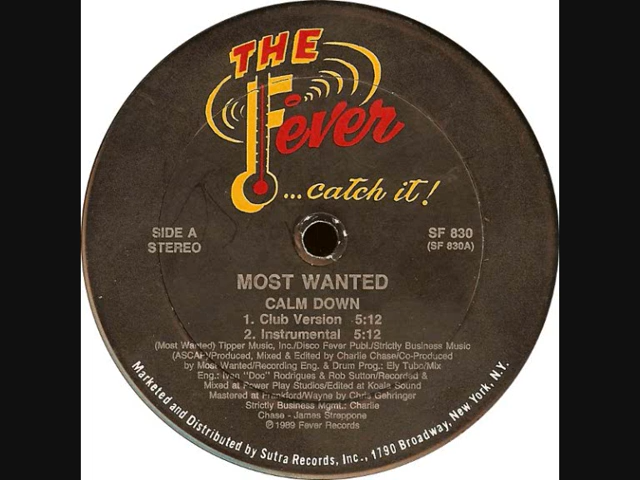 THE
Fever
...catch it!
SIDE A
STEREO
SF 830
(SF 830A)
MOST WANTED
CALM DOWN
1. Club Version 5:12
2. Instrumental 5:12
(Most Wanted) Tipper Music, Inc./Disco Fever Publ./Strictly Business Music
(ASCAP)/Produced, Mixed & Edited by Charlie Chase/Co-Produced
by Most Wanted/Recording Eng. & Drum Prog.: Ely Tubo/Mix
Eng.: Ivan "Doo" Rodrigues & Rob Sutton/Recorded &
Mixed at Power Play Studios/Edited at Koala Sound
Mastered at Frankford/Wayne by Chris Gehringer
Strictly Business Mgmt.: Charlie
Chase - James Streppone
℗ 1989 Fever Records
Marketed and Distributed by Sutra Records, Inc., 1790 Broadway, New York, N.Y.